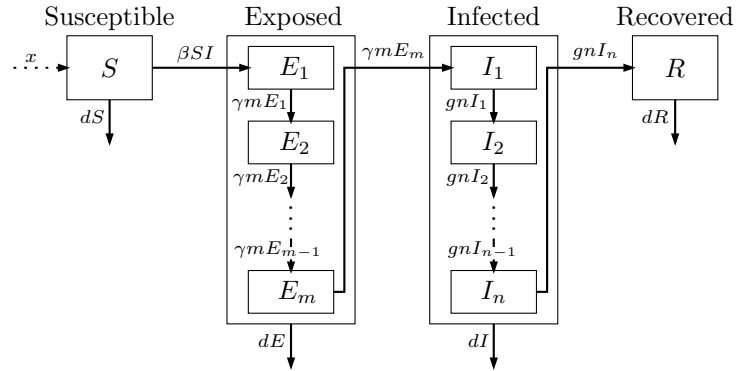 Susceptible Exposed Infected Recovered
x S βSI E₁ γmEₘ I₁ gnIₙ R
γmE₁ gnI₁
dS dR
E₂ I₂
γmE₂ gnI₂
γmEₘ₋₁ gnIₙ₋₁
Eₘ Iₙ
dE dI